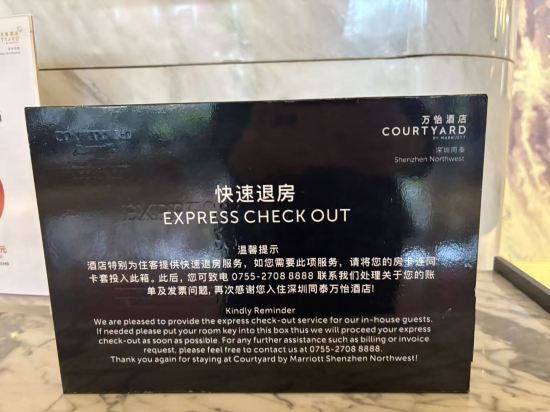 万怡酒店
COURTYARD
BY MARRIOTT
深圳同泰
Shenzhen Northwest
快速退房
EXPRESS CHECK OUT
温馨提示
酒店特别为住客提供快速退房服务，如您需要此项服务，请将您的房卡连同
卡套投入此箱。此后，您可致电 0755-2708 8888 联系我们处理关于您的账
单及发票问题, 再次感谢您入住深圳同泰万怡酒店!
Kindly Reminder
We are pleased to provide the express check-out service for our in-house guests.
If needed please put your room key into this box thus we will proceed your express
check-out as soon as possible. For any further assistance such as billing or invoice
request, please feel free to contact us at 0755-2708 8888.
Thank you again for staying at Courtyard by Marriott Shenzhen Northwest!
元